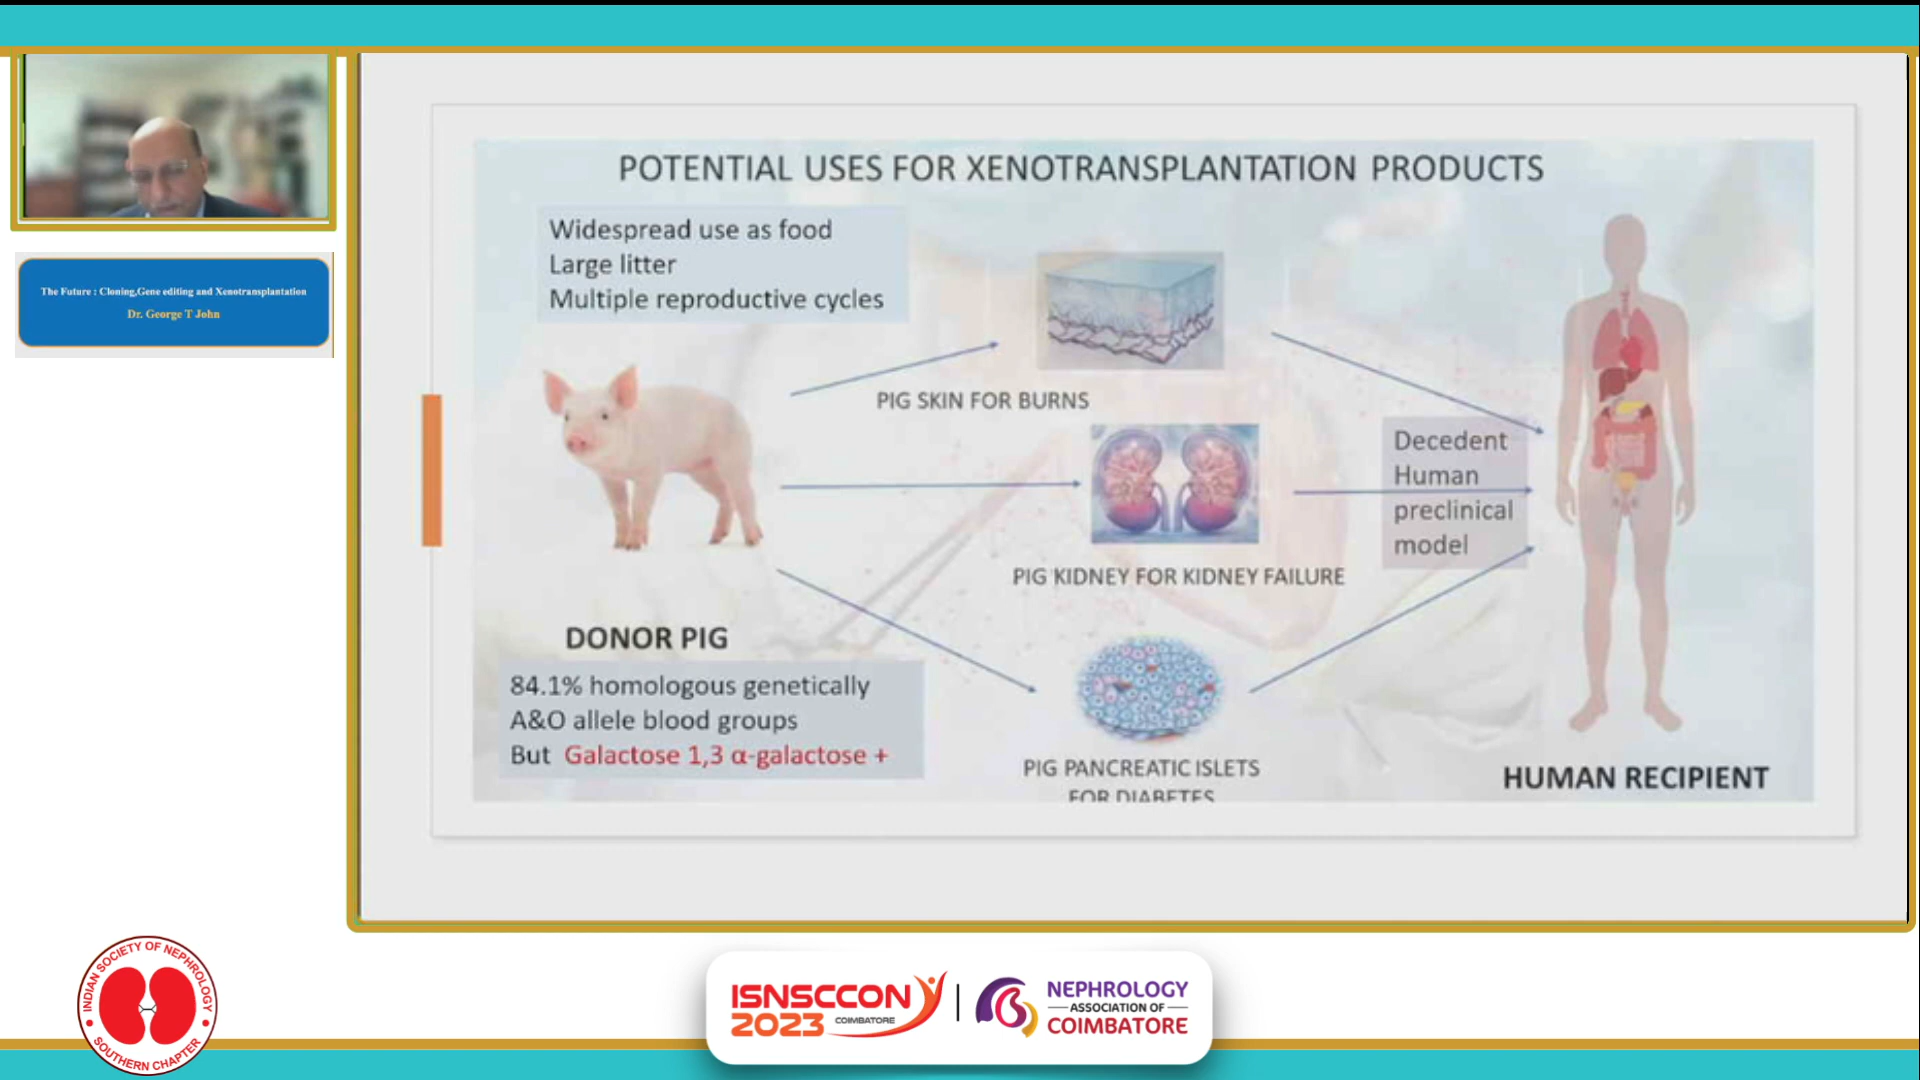 The Future : Cloning,Gene editing and Xenotransplantation
Dr. George T John
POTENTIAL USES FOR XENOTRANSPLANTATION PRODUCTS
Widespread use as food
Large litter
Multiple reproductive cycles
PIG SKIN FOR BURNS
Decedent
Human
preclinical
model
PIG KIDNEY FOR KIDNEY FAILURE
DONOR PIG
84.1% homologous genetically
A&O allele blood groups
But Galactose 1,3 α-galactose +
PIG PANCREATIC ISLETS
FOR DIABETES
HUMAN RECIPIENT
INDIAN SOCIETY OF NEPHROLOGY
SOUTHERN CHAPTER
ISNSCCON
2023 COIMBATORE
NEPHROLOGY
ASSOCIATION OF
COIMBATORE